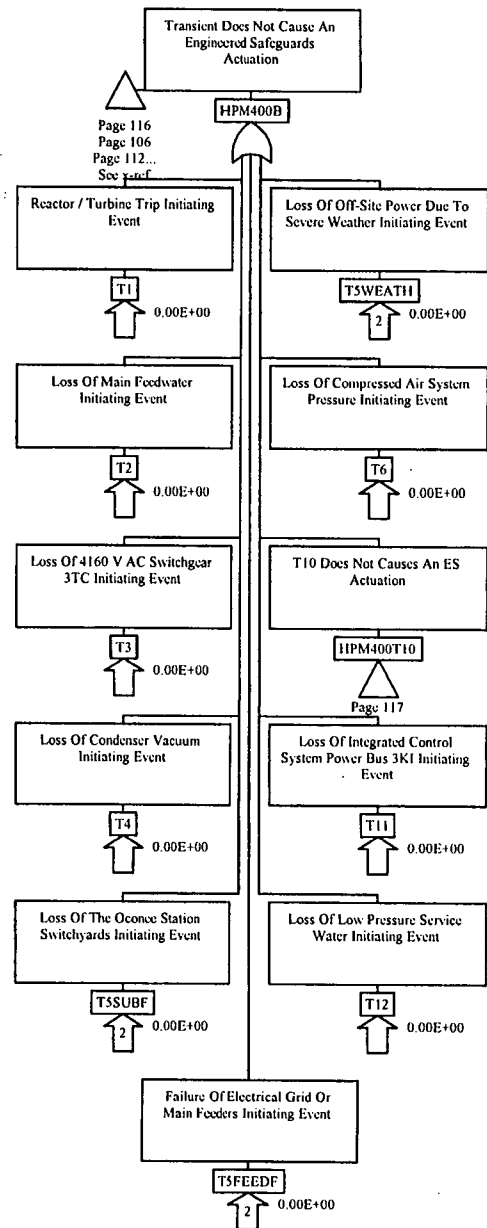 Transient Does Not Cause An
Engineered Safeguards
Actuation
HPM400B
Page 116
Page 106
Page 112...
See x-ref
Reactor / Turbine Trip Initiating
Event
T1
0.00E+00
Loss Of Off-Site Power Due To
Severe Weather Initiating Event
T5WEATH
2
0.00E+00
Loss Of Main Feedwater
Initiating Event
T2
0.00E+00
Loss Of Compressed Air System
Pressure Initiating Event
T6
0.00E+00
Loss Of 4160 V AC Switchgear
3TC Initiating Event
T3
0.00E+00
T10 Does Not Causes An ES
Actuation
HPM400T10
Page 117
Loss Of Condenser Vacuum
Initiating Event
T4
0.00E+00
Loss Of Integrated Control
System Power Bus 3KI Initiating
Event
T11
0.00E+00
Loss Of The Oconee Station
Switchyards Initiating Event
T5SUBF
2
0.00E+00
Loss Of Low Pressure Service
Water Initiating Event
T12
0.00E+00
Failure Of Electrical Grid Or
Main Feeders Initiating Event
T5FEEDF
2
0.00E+00